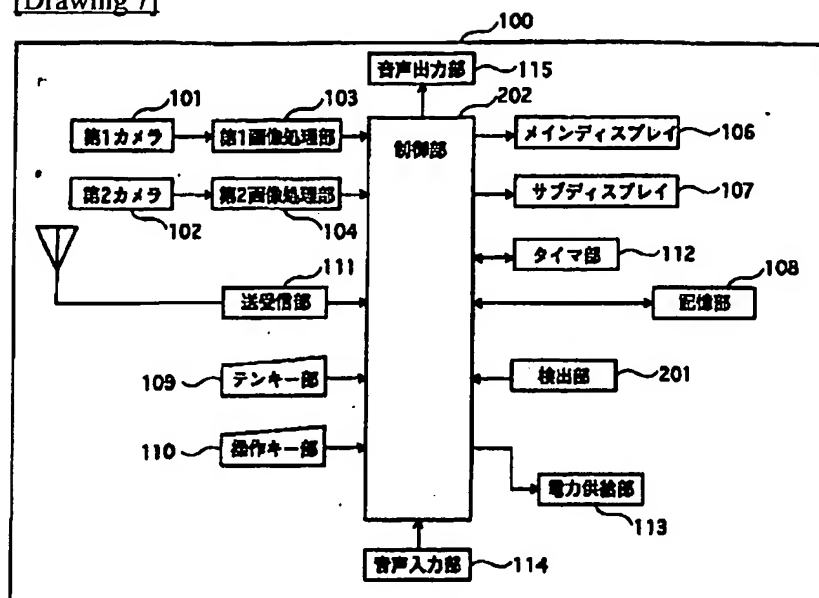 [Drawing 7]
100
音声出力部 115
101 103 202
第1カメラ 第1画像処理部 制御部 メインディスプレイ 106
第2カメラ 第2画像処理部 サブディスプレイ 107
102 104
111 タイマ部 112 108
送受信部 記憶部
109 テンキー部 検出部 201
110 操作キー部
電力供給部
113
音声入力部 114